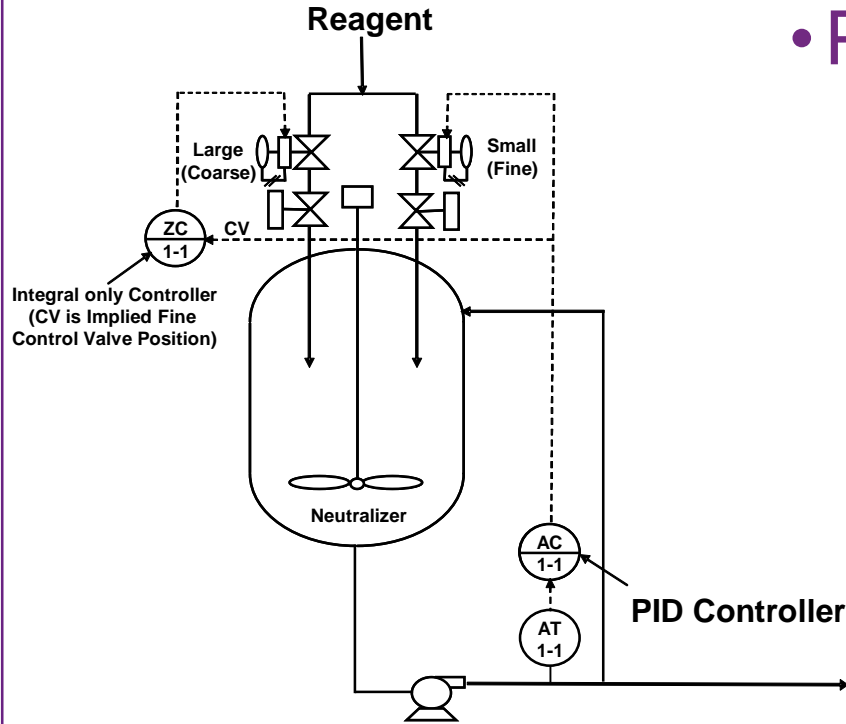 Reagent
• P
Large
(Coarse)
Small
(Fine)
ZC
1-1
CV
Integral only Controller
(CV is Implied Fine
Control Valve Position)
Neutralizer
AC
1-1
PID Controller
AT
1-1